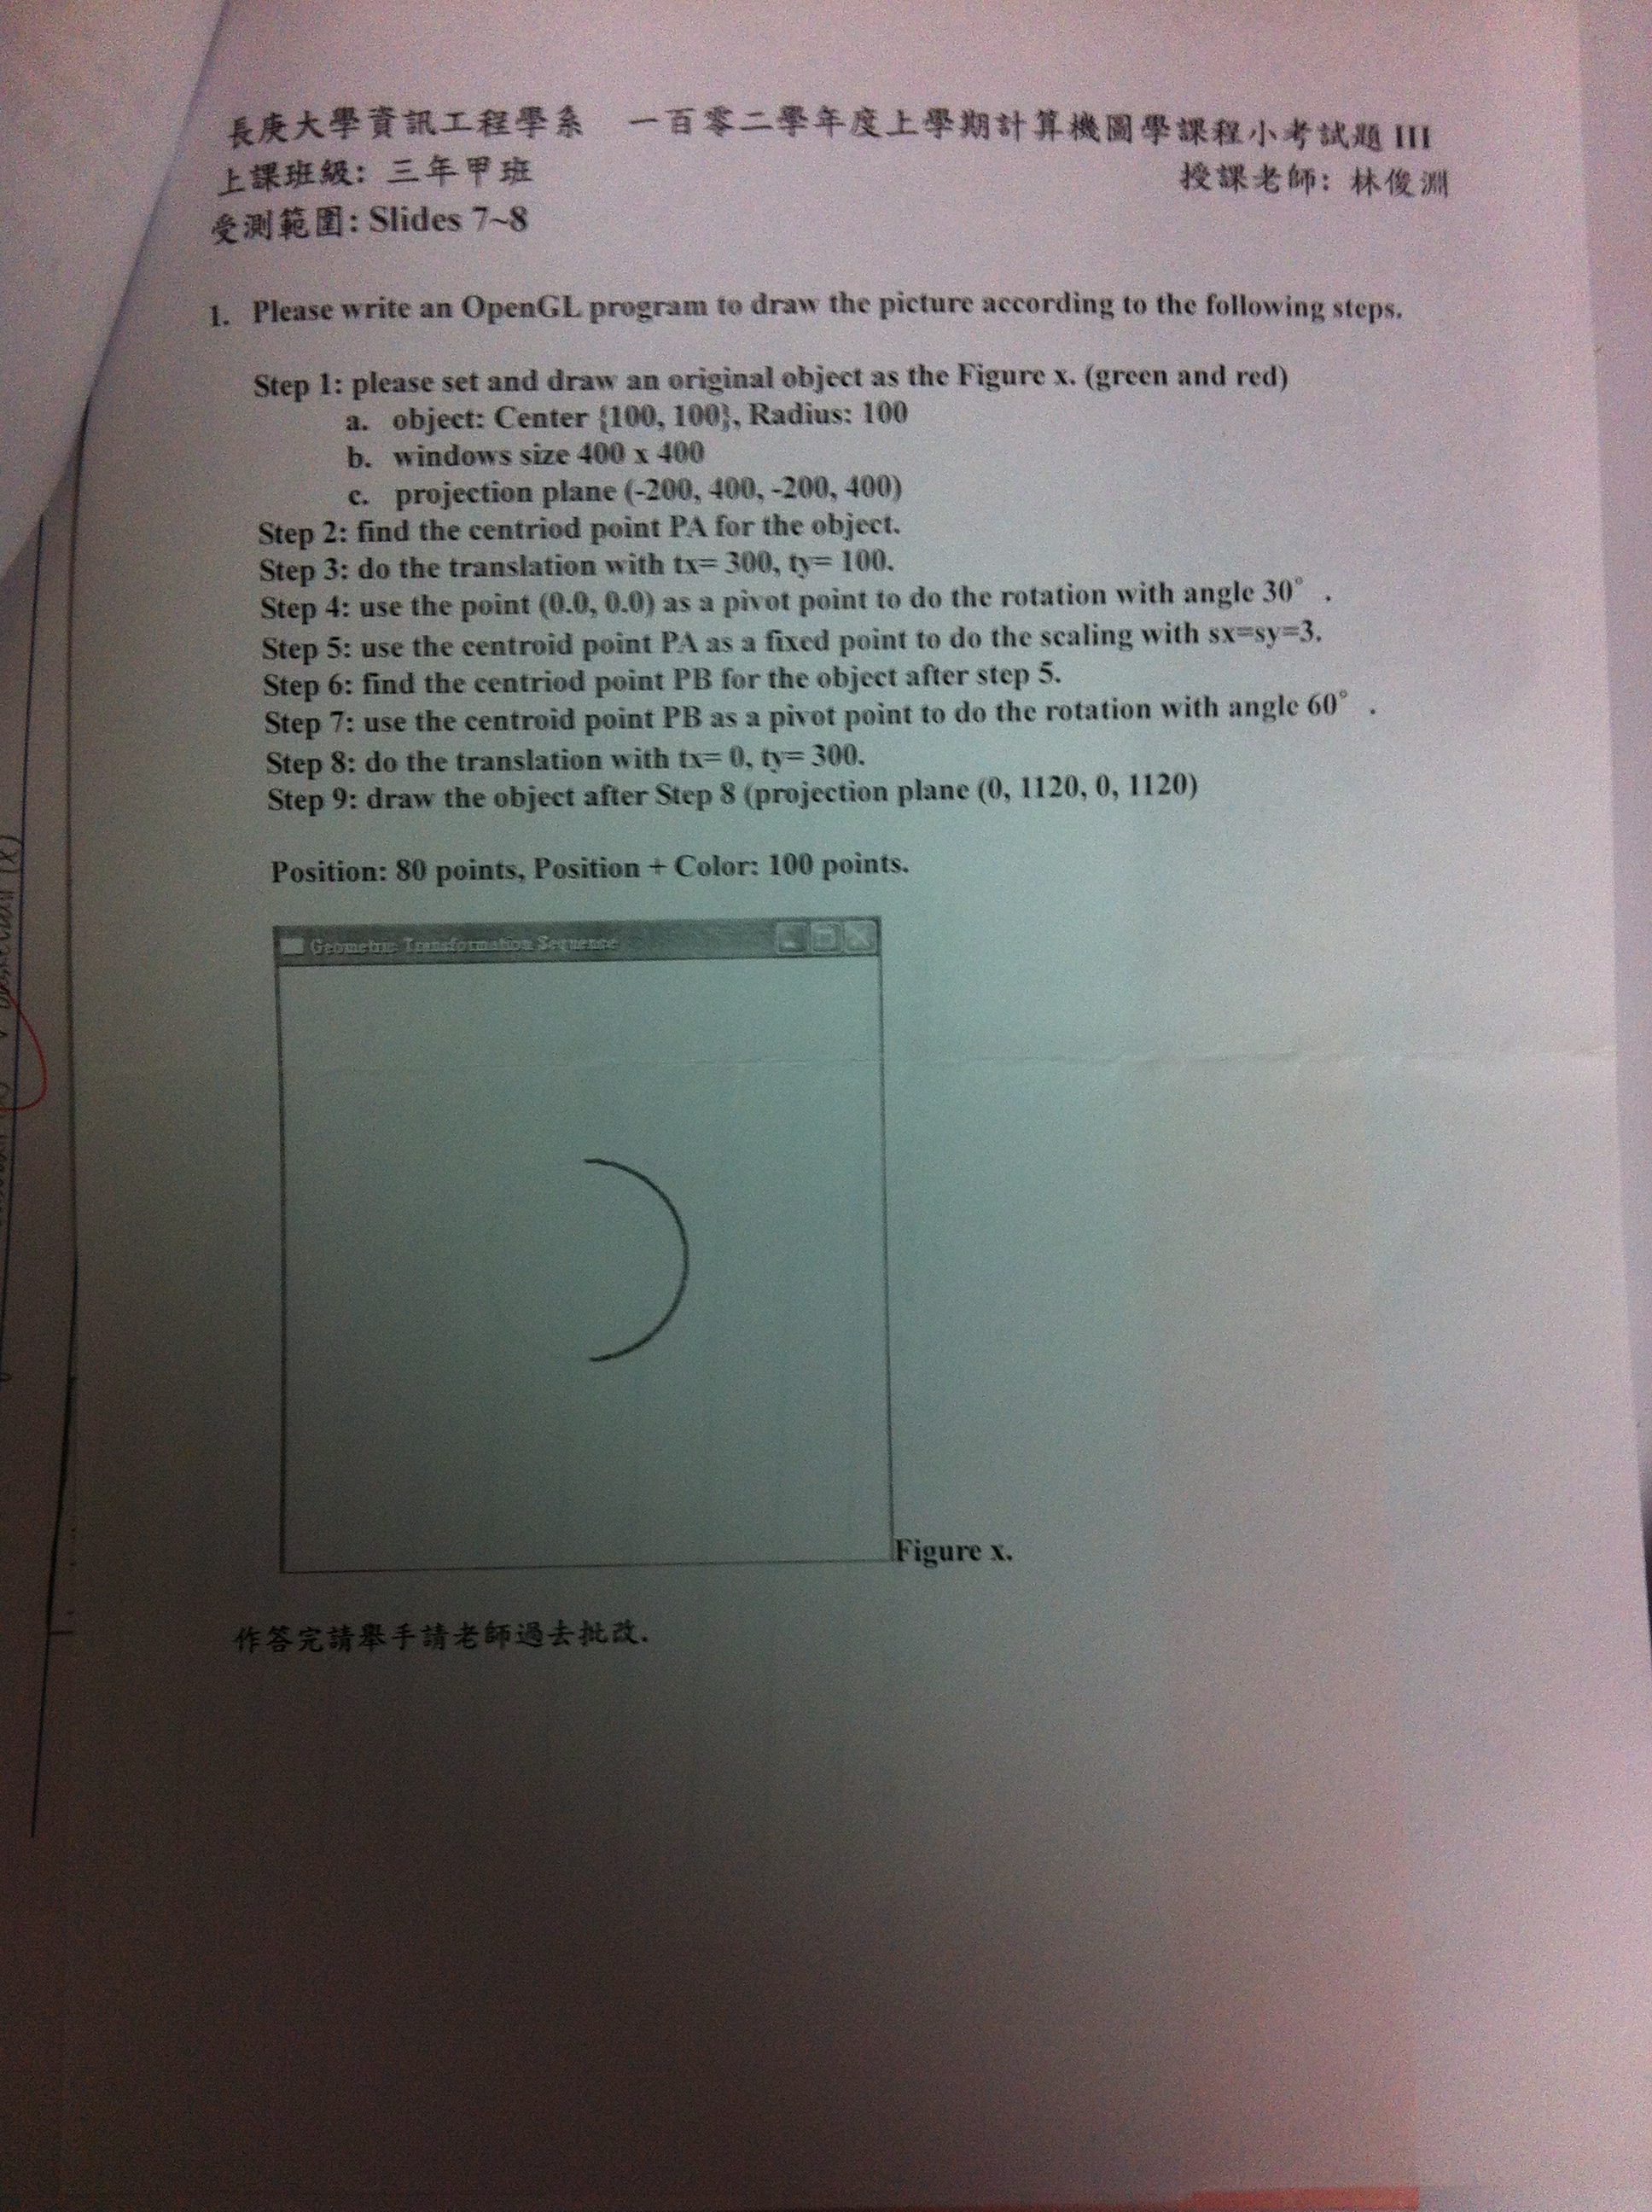 長庚大學資訊工程學系 一百零二學年度上學期計算機圖學課程小考試題 III
上課班級: 三年甲班 授課老師: 林俊淵
受測範圍: Slides 7~8
1. Please write an OpenGL program to draw the picture according to the following steps.
Step 1: please set and draw an original object as the Figure x. (green and red)
a. object: Center {100, 100}, Radius: 100
b. windows size 400 x 400
c. projection plane (-200, 400, -200, 400)
Step 2: find the centriod point PA for the object.
Step 3: do the translation with tx= 300, ty= 100.
Step 4: use the point (0.0, 0.0) as a pivot point to do the rotation with angle 30° .
Step 5: use the centroid point PA as a fixed point to do the scaling with sx=sy=3.
Step 6: find the centriod point PB for the object after step 5.
Step 7: use the centroid point PB as a pivot point to do the rotation with angle 60° .
Step 8: do the translation with tx= 0, ty= 300.
Step 9: draw the object after Step 8 (projection plane (0, 1120, 0, 1120)
Position: 80 points, Position + Color: 100 points.
Geometric Transformation Sequence
Figure x.
作答完請舉手請老師過去批改.